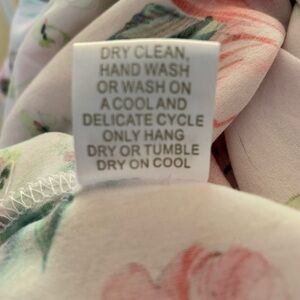 DRY CLEAN,
HAND WASH
OR WASH ON
A COOL AND
DELICATE CYCLE
ONLY HANG
DRY OR TUMBLE
DRY ON COOL